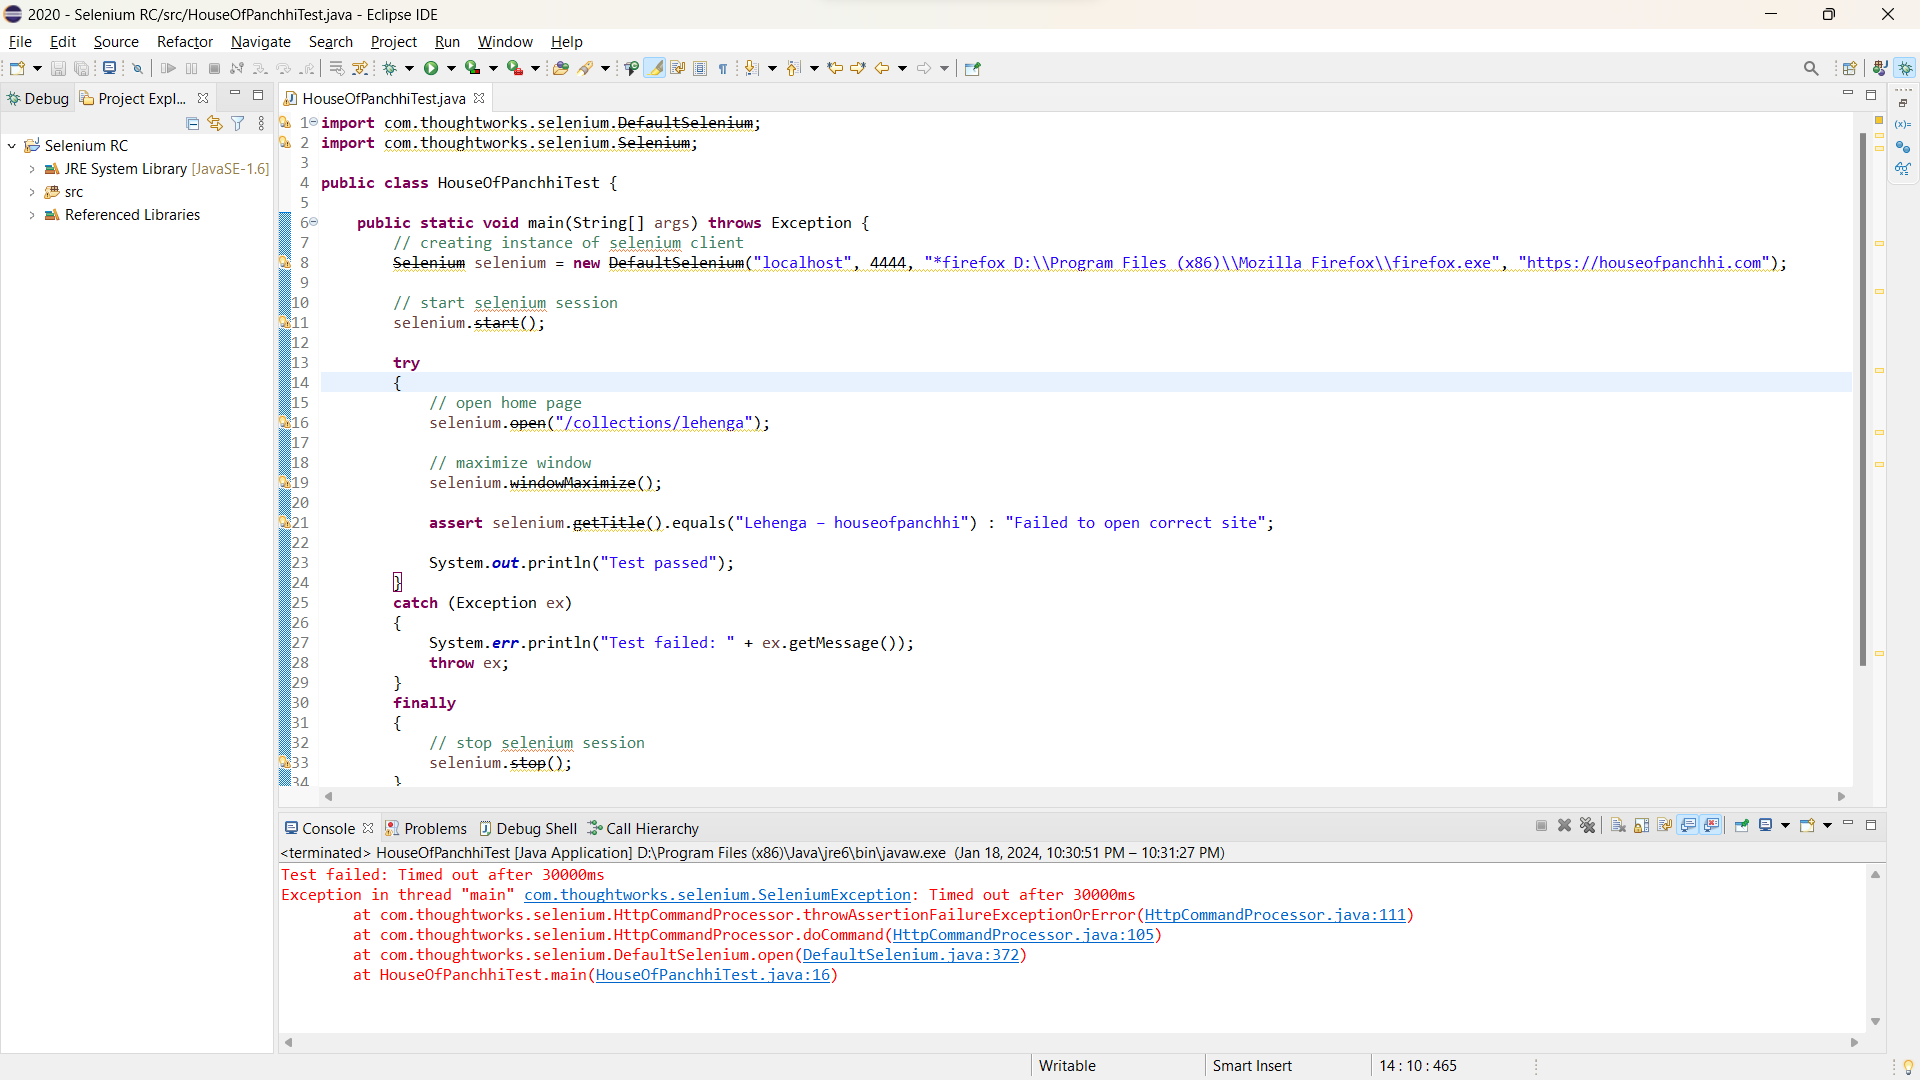 2020 - Selenium RC/src/HouseOfPanchhiTest.java - Eclipse IDE
File Edit Source Refactor Navigate Search Project Run Window Help
Debug Project Expl... HouseOfPanchhiTest.java
Selenium RC
JRE System Library [JavaSE-1.6]
src
Referenced Libraries
1 import com.thoughtworks.selenium.DefaultSelenium;
2 import com.thoughtworks.selenium.Selenium;
3
4 public class HouseOfPanchhiTest {
5
6 public static void main(String[] args) throws Exception {
7 // creating instance of selenium client
8 Selenium selenium = new DefaultSelenium("localhost", 4444, "*firefox D:\\Program Files (x86)\\Mozilla Firefox\\firefox.exe", "https://houseofpanchhi.com");
9
10 // start selenium session
11 selenium.start();
12
13 try
14 {
15 // open home page
16 selenium.open("/collections/lehenga");
17
18 // maximize window
19 selenium.windowMaximize();
20
21 assert selenium.getTitle().equals("Lehenga – houseofpanchhi") : "Failed to open correct site";
22
23 System.out.println("Test passed");
24 }
25 catch (Exception ex)
26 {
27 System.err.println("Test failed: " + ex.getMessage());
28 throw ex;
29 }
30 finally
31 {
32 // stop selenium session
33 selenium.stop();
34 }
Console Problems Debug Shell Call Hierarchy
<terminated> HouseOfPanchhiTest [Java Application] D:\Program Files (x86)\Java\jre6\bin\javaw.exe (Jan 18, 2024, 10:30:51 PM – 10:31:27 PM)
Test failed: Timed out after 30000ms
Exception in thread "main" com.thoughtworks.selenium.SeleniumException: Timed out after 30000ms
at com.thoughtworks.selenium.HttpCommandProcessor.throwAssertionFailureExceptionOrError(HttpCommandProcessor.java:111)
at com.thoughtworks.selenium.HttpCommandProcessor.doCommand(HttpCommandProcessor.java:105)
at com.thoughtworks.selenium.DefaultSelenium.open(DefaultSelenium.java:372)
at HouseOfPanchhiTest.main(HouseOfPanchhiTest.java:16)
Writable Smart Insert 14 : 10 : 465